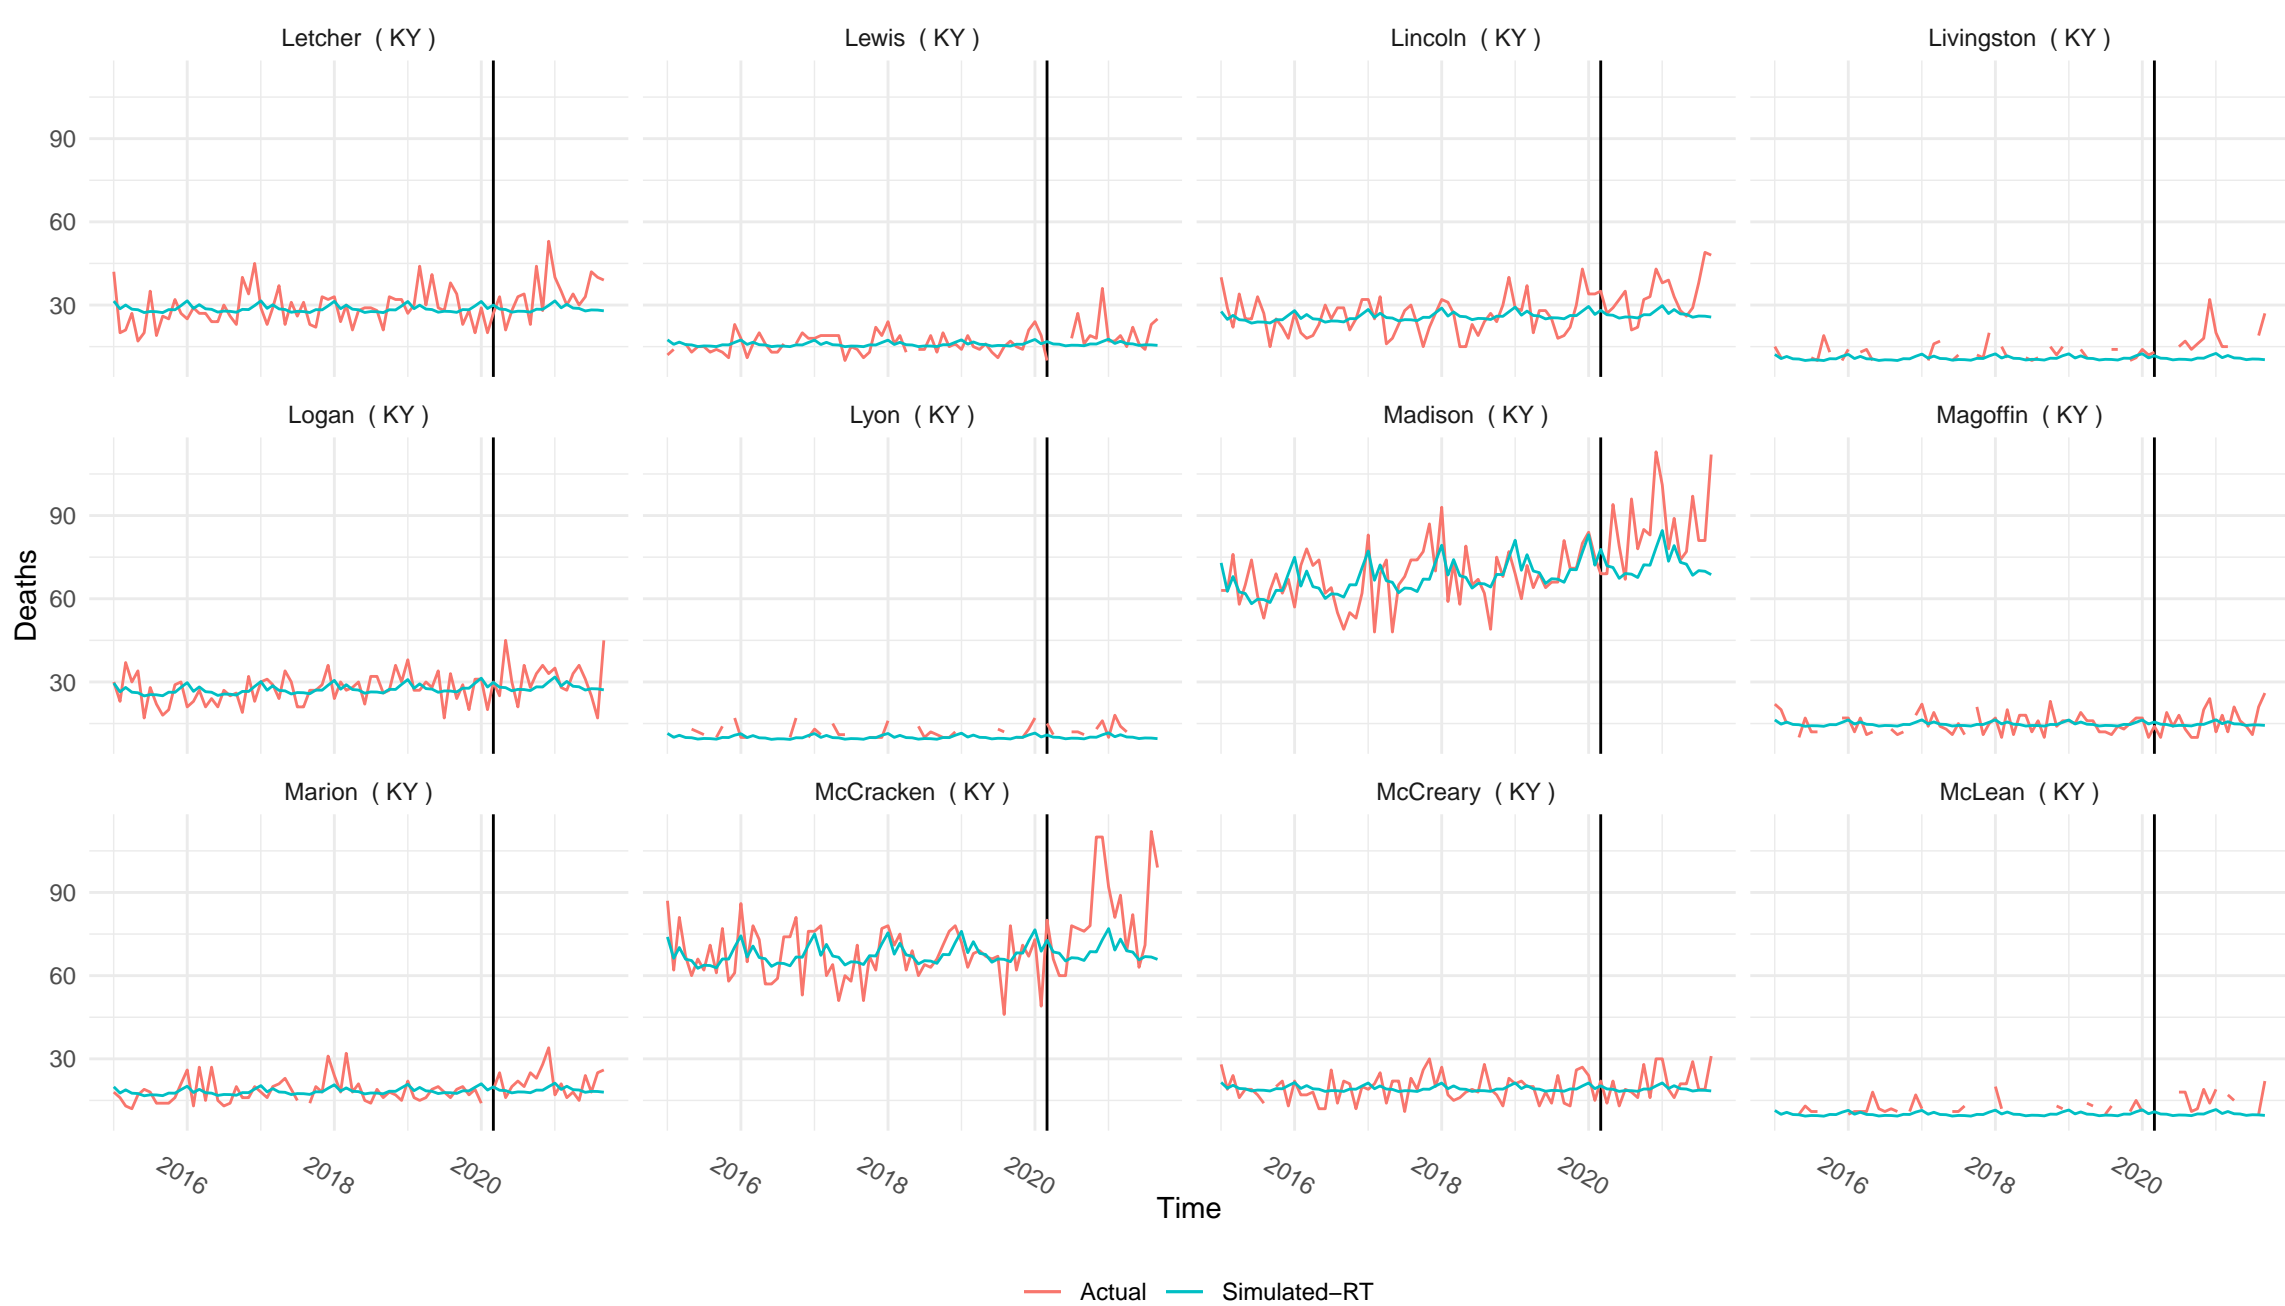 Letcher ( KY )
Lewis ( KY )
Lincoln ( KY )
Livingston ( KY )
90
60
30
Logan ( KY )
Lyon ( KY )
Madison ( KY )
Magoffin ( KY )
90
60
30
Deaths
Marion ( KY )
McCracken ( KY )
McCreary ( KY )
McLean ( KY )
90
60
30
2016 2018 2020
2016 2018 2020
2016 2018 2020
2016 2018 2020
Time
Actual Simulated−RT